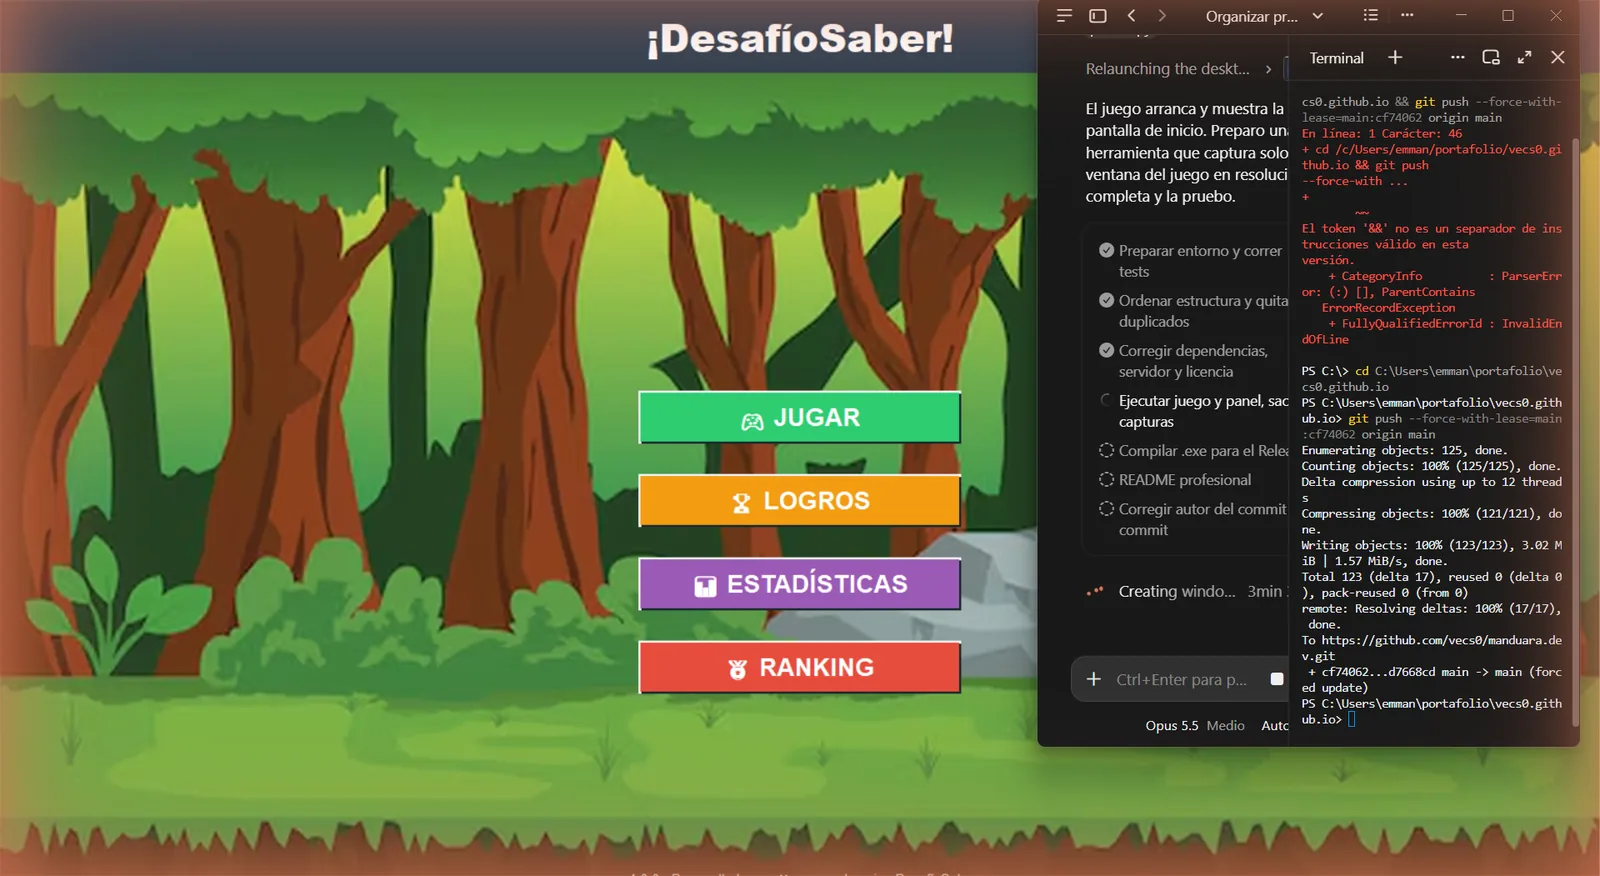 ¡DesafíoSaber!
JUGAR
LOGROS
ESTADÍSTICAS
RANKING
Organizar pr...
Relaunching the deskt...
El juego arranca y muestra la
pantalla de inicio. Preparo un
herramienta que captura solo
ventana del juego en resoluci
completa y la pruebo.
Preparar entorno y correr
tests
Ordenar estructura y quita
duplicados
Corregir dependencias,
servidor y licencia
Ejecutar juego y panel, sac
capturas
Compilar .exe para el Relea
README profesional
Corregir autor del commit
commit
Creating windo... 3min
Ctrl+Enter para p...
Opus 5.5 Medio Auto
Terminal
cs0.github.io && git push --force-with-
lease=main:cf74062 origin main
En línea: 1 Carácter: 46
+ cd /c/Users/emman/portafolio/vecs0.gi
thub.io && git push
--force-with ...
+
~~
El token '&&' no es un separador de ins
trucciones válido en esta
versión.
+ CategoryInfo : ParserErr
or: (:) [], ParentContains
ErrorRecordException
+ FullyQualifiedErrorId : InvalidEn
dOfLine
PS C:\> cd C:\Users\emman\portafolio\ve
cs0.github.io
PS C:\Users\emman\portafolio\vecs0.gith
ub.io> git push --force-with-lease=main
:cf74062 origin main
Enumerating objects: 125, done.
Counting objects: 100% (125/125), done.
Delta compression using up to 12 thread
s
Compressing objects: 100% (121/121), do
ne.
Writing objects: 100% (123/123), 3.02 M
iB | 1.57 MiB/s, done.
Total 123 (delta 17), reused 0 (delta 0
), pack-reused 0 (from 0)
remote: Resolving deltas: 100% (17/17),
done.
To https://github.com/vecs0/manduara.de
v.git
+ cf74062...d7668cd main -> main (forc
ed update)
PS C:\Users\emman\portafolio\vecs0.gith
ub.io>